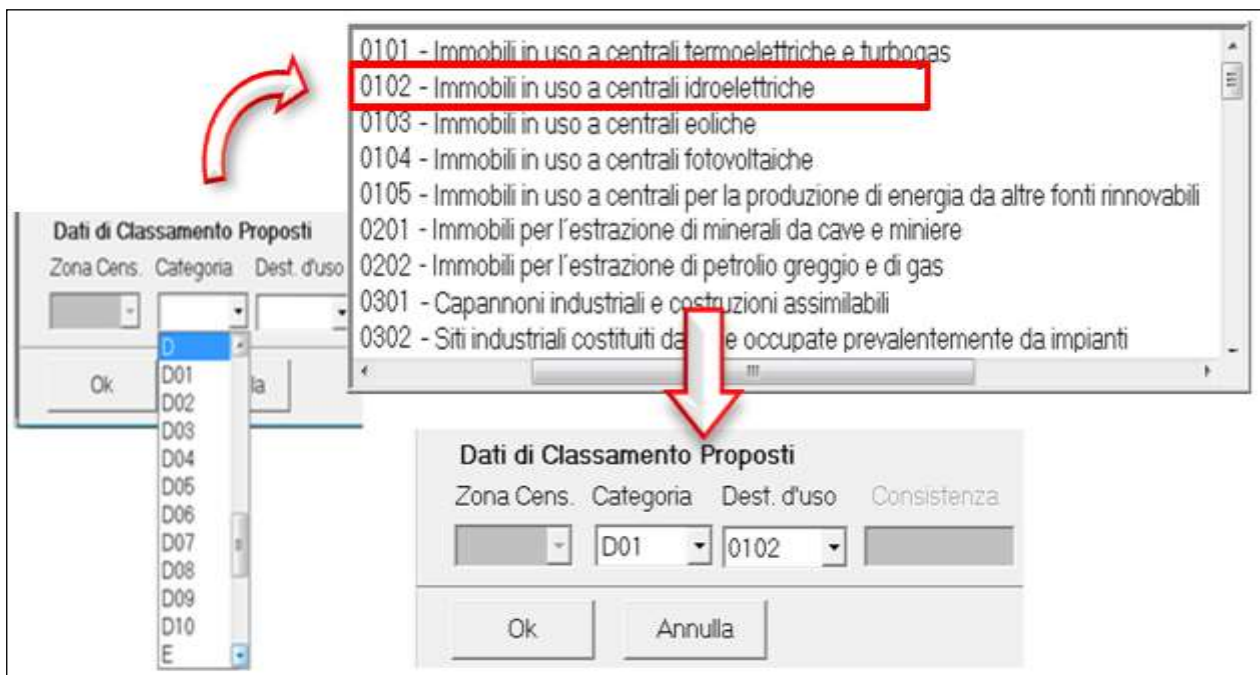 0101 - Immobili in uso a centrali termoelettriche e turbogas
0102 - Immobili in uso a centrali idroelettriche
0103 - Immobili in uso a centrali eoliche
0104 - Immobili in uso a centrali fotovoltaiche
0105 - Immobili in uso a centrali per la produzione di energia da altre fonti rinnovabili
0201 - Immobili per l'estrazione di minerali da cave e miniere
0202 - Immobili per l'estrazione di petrolio greggio e di gas
0301 - Capannoni industriali e costruzioni assimilabili
0302 - Siti industriali costituiti da e occupate prevalentemente da impianti
Dati di Classamento Proposti
Zona Cens. Categoria Dest. d'uso
D
D01
D02
D03
D04
D05
D06
D07
D08
D09
D10
E
Ok la
Dati di Classamento Proposti
Zona Cens. Categoria Dest. d'uso Consistenza
D01 0102
Ok Annulla